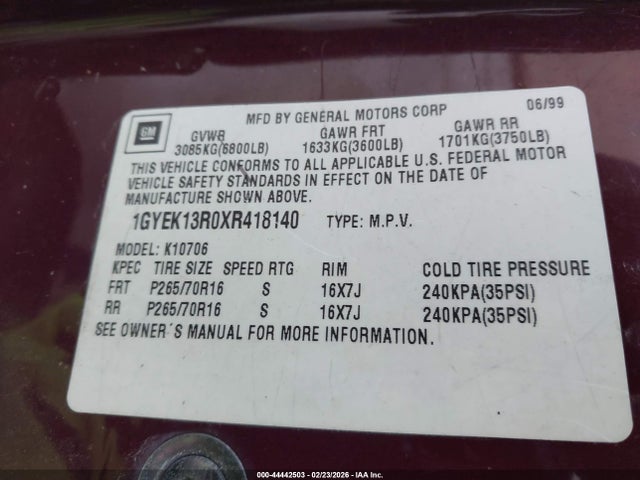 MFD BY GENERAL MOTORS CORP 06/99
GM GVWR GAWR FRT GAWR RR
3085KG(6800LB) 1633KG(3600LB) 1701KG(3750LB)
THIS VEHICLE CONFORMS TO ALL APPLICABLE U.S. FEDERAL MOTOR
VEHICLE SAFETY STANDARDS IN EFFECT ON THE DATE OF
MANUFACTURE SHOWN ABOVE.
1GYEK13R0XR418140 TYPE: M.P.V.
MODEL: K10706
KPEC TIRE SIZE SPEED RTG RIM COLD TIRE PRESSURE
FRT P265/70R16 S 16X7J 240KPA(35PSI)
RR P265/70R16 S 16X7J 240KPA(35PSI)
SEE OWNER´S MANUAL FOR MORE INFORMATION.
000-44442503 - 02/23/2026 - IAA Inc.